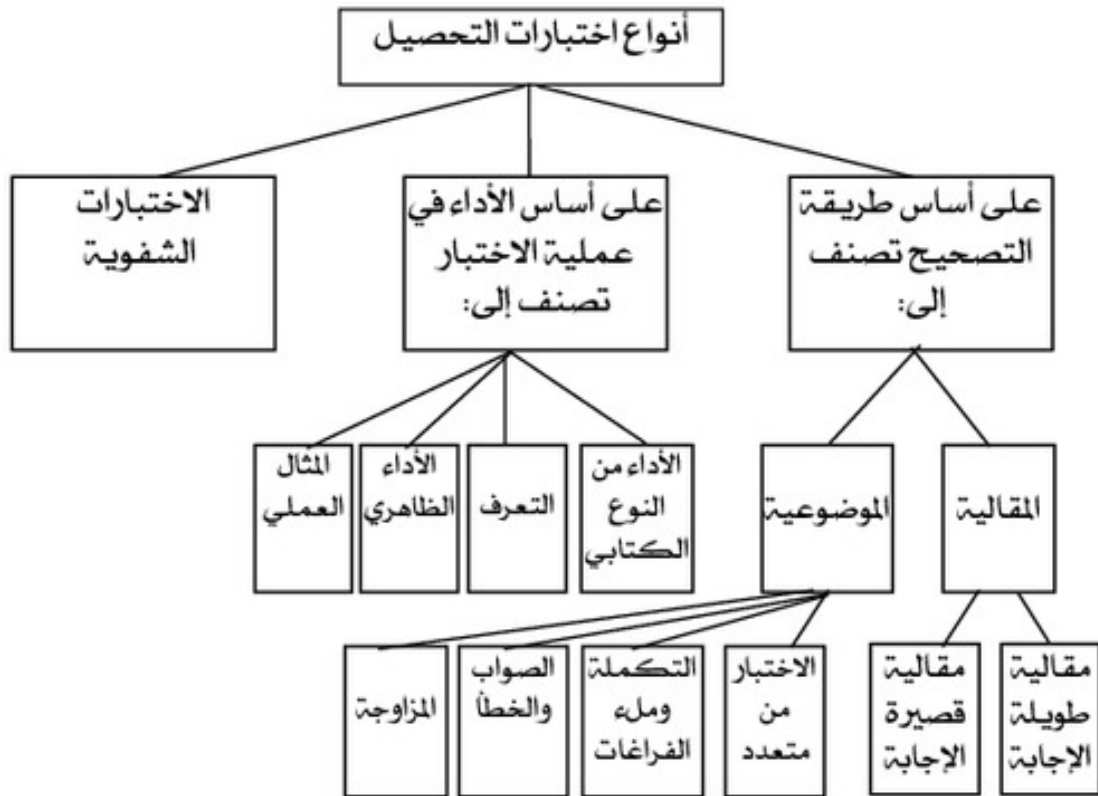 أنواع اختبارات التحصيل
على أساس طريقة
التصحيح تصنف
إلى:
على أساس الأداء في
عملية الاختبار
تصنف إلى:
الاختبارات
الشفوية
المقالية
الموضوعية
الأداء من
النوع
الكتابي
التعرف
الأداء
الظاهري
المثال
العملي
مقالية
طويلة
الإجابة
مقالية
قصيرة
الإجابة
الاختبار
من
متعدد
التكملة
وملء
الفراغات
الصواب
والخطأ
المزاوجة